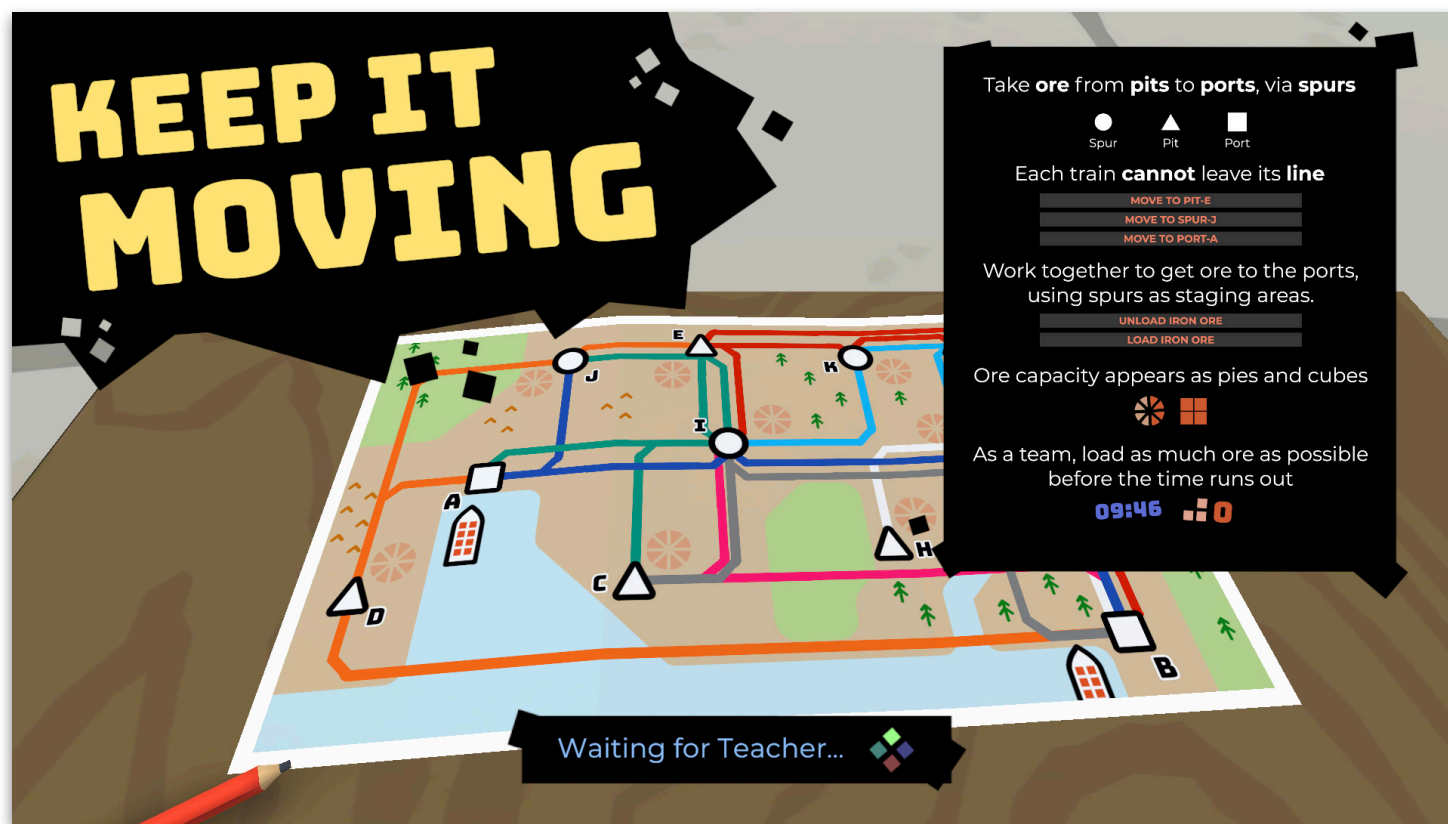 KEEP IT
MOVING
Take ore from pits to ports, via spurs
Spur
Pit
Port
Each train cannot leave its line
MOVE TO PIT-E
MOVE TO SPUR-J
MOVE TO PORT-A
Work together to get ore to the ports,
using spurs as staging areas.
UNLOAD IRON ORE
LOAD IRON ORE
Ore capacity appears as pies and cubes
As a team, load as much ore as possible
before the time runs out
09:46
0
E
J
K
I
A
H
C
D
B
Waiting for Teacher...